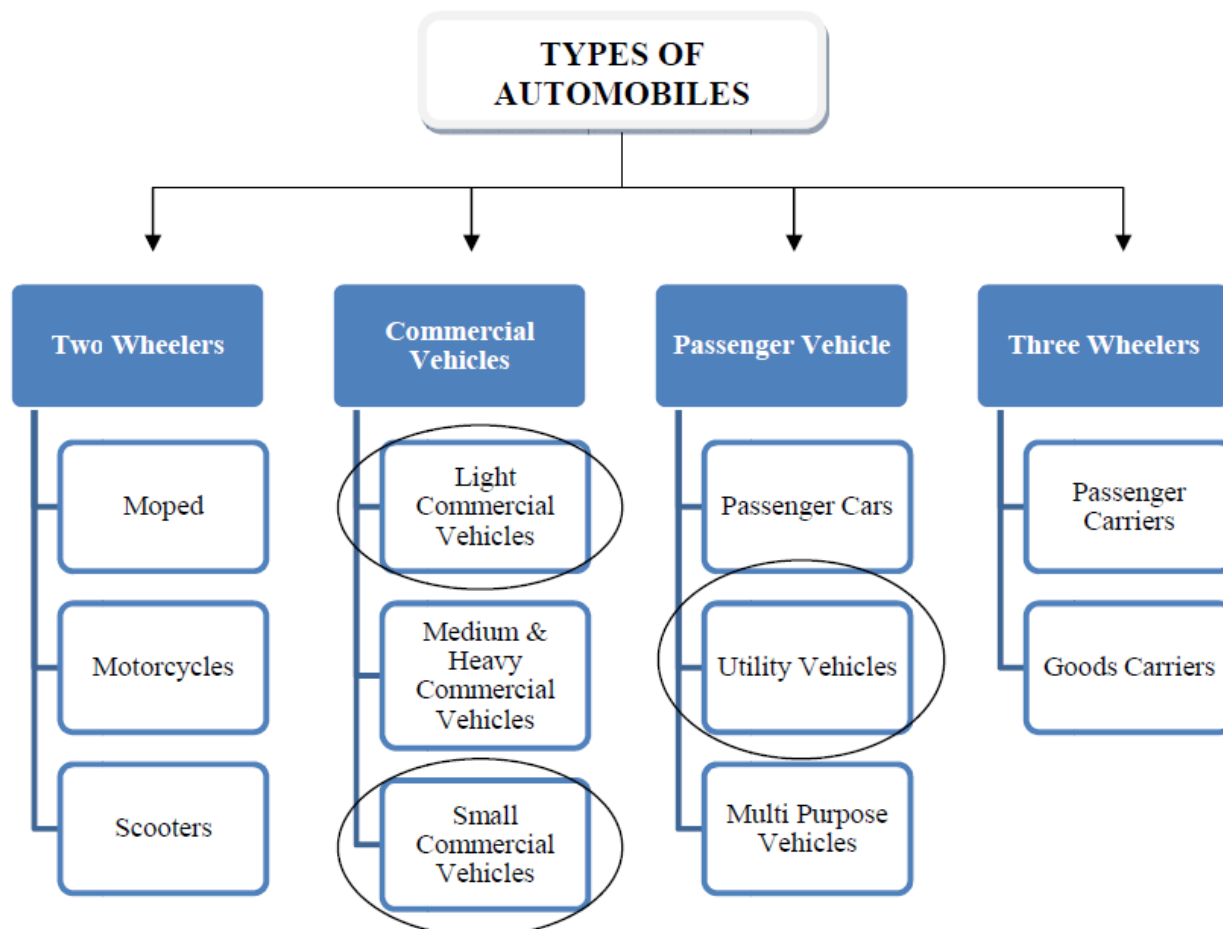 TYPES OF
AUTOMOBILES
Two Wheelers
Commercial
Vehicles
Passenger Vehicle
Three Wheelers
Moped
Light
Commercial
Vehicles
Passenger Cars
Passenger
Carriers
Motorcycles
Medium &
Heavy
Commercial
Vehicles
Utility Vehicles
Goods Carriers
Scooters
Small
Commercial
Vehicles
Multi Purpose
Vehicles